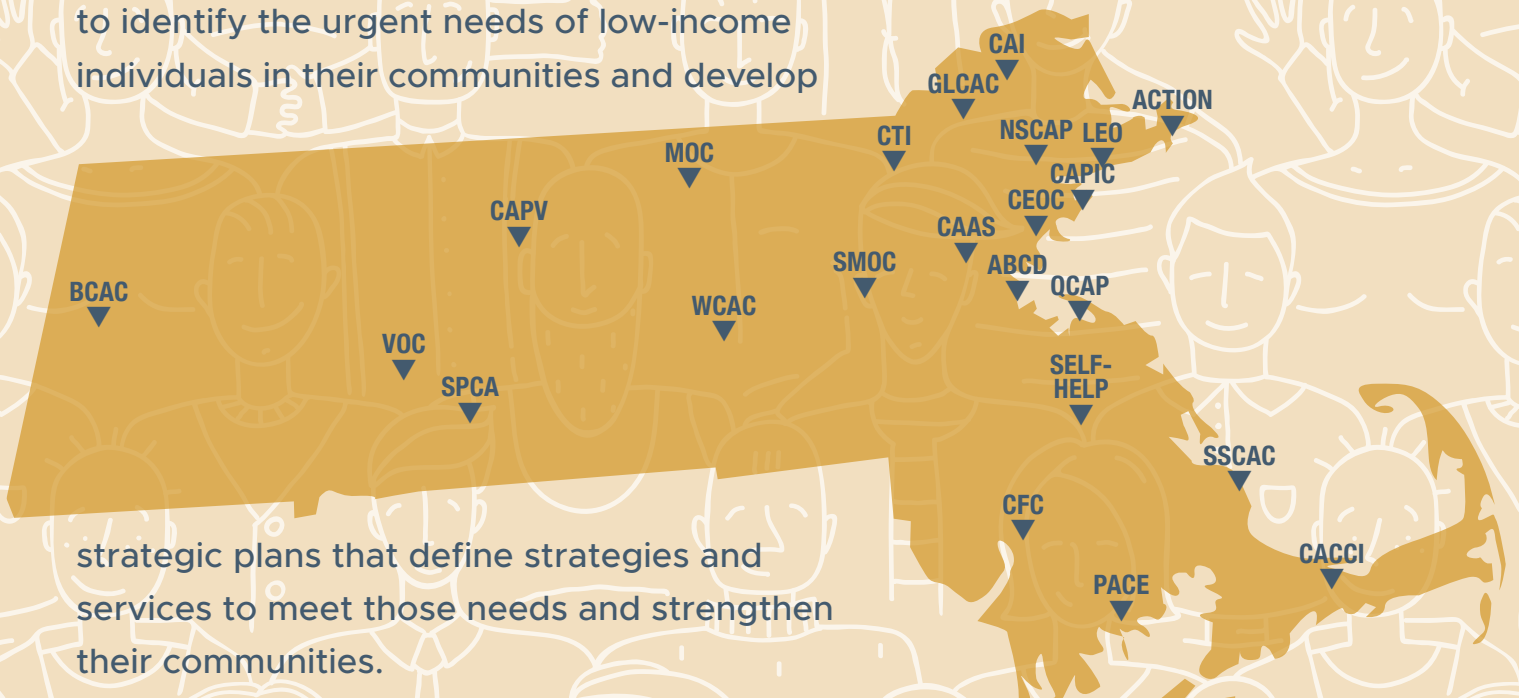 to identify the urgent needs of low-income
individuals in their communities and develop
CAI
GLCAC
ACTION
NSCAP
LEO
CTI
MOC
CAPIC
CEOC
CAPV
CAAS
SMOC
ABCD
QCAP
BCAC
WCAC
VOC
SPCA
SELF-
HELP
SSCAC
CFC
CACCI
PACE
strategic plans that define strategies and
services to meet those needs and strengthen
their communities.